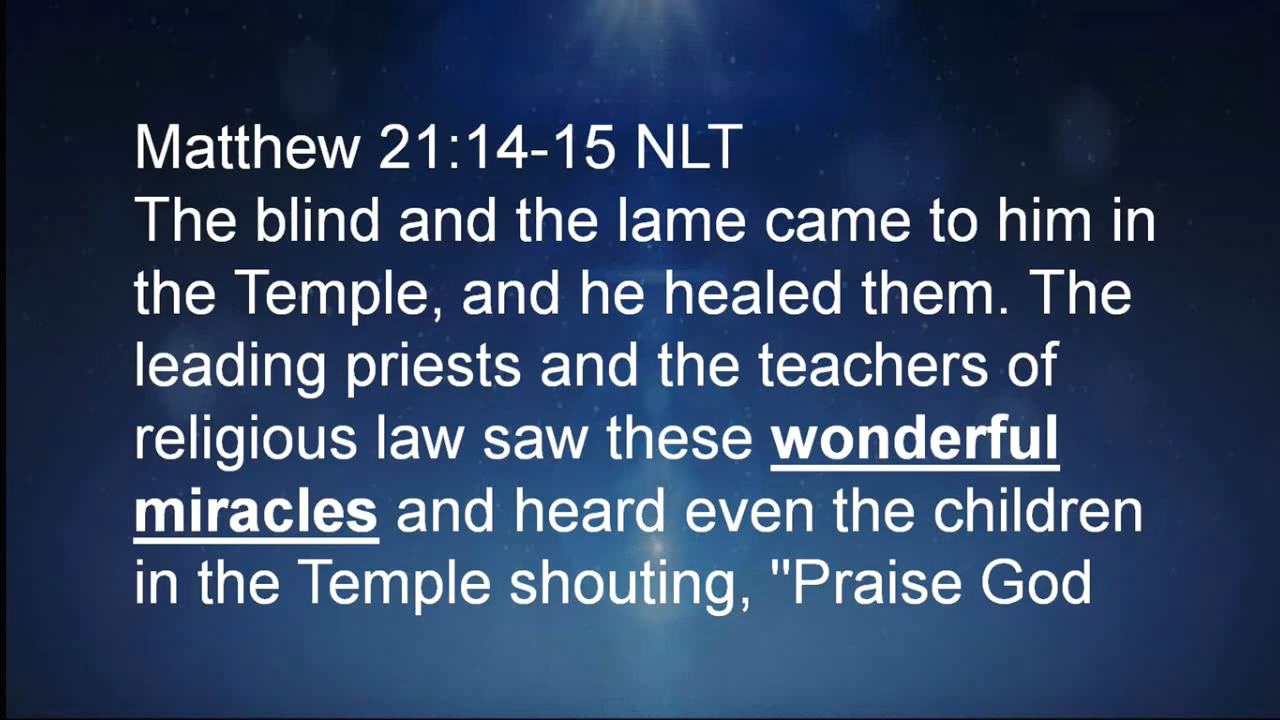 Matthew 21:14-15 NLT
The blind and the lame came to him in
the Temple, and he healed them. The
leading priests and the teachers of
religious law saw these wonderful
miracles and heard even the children
in the Temple shouting, "Praise God